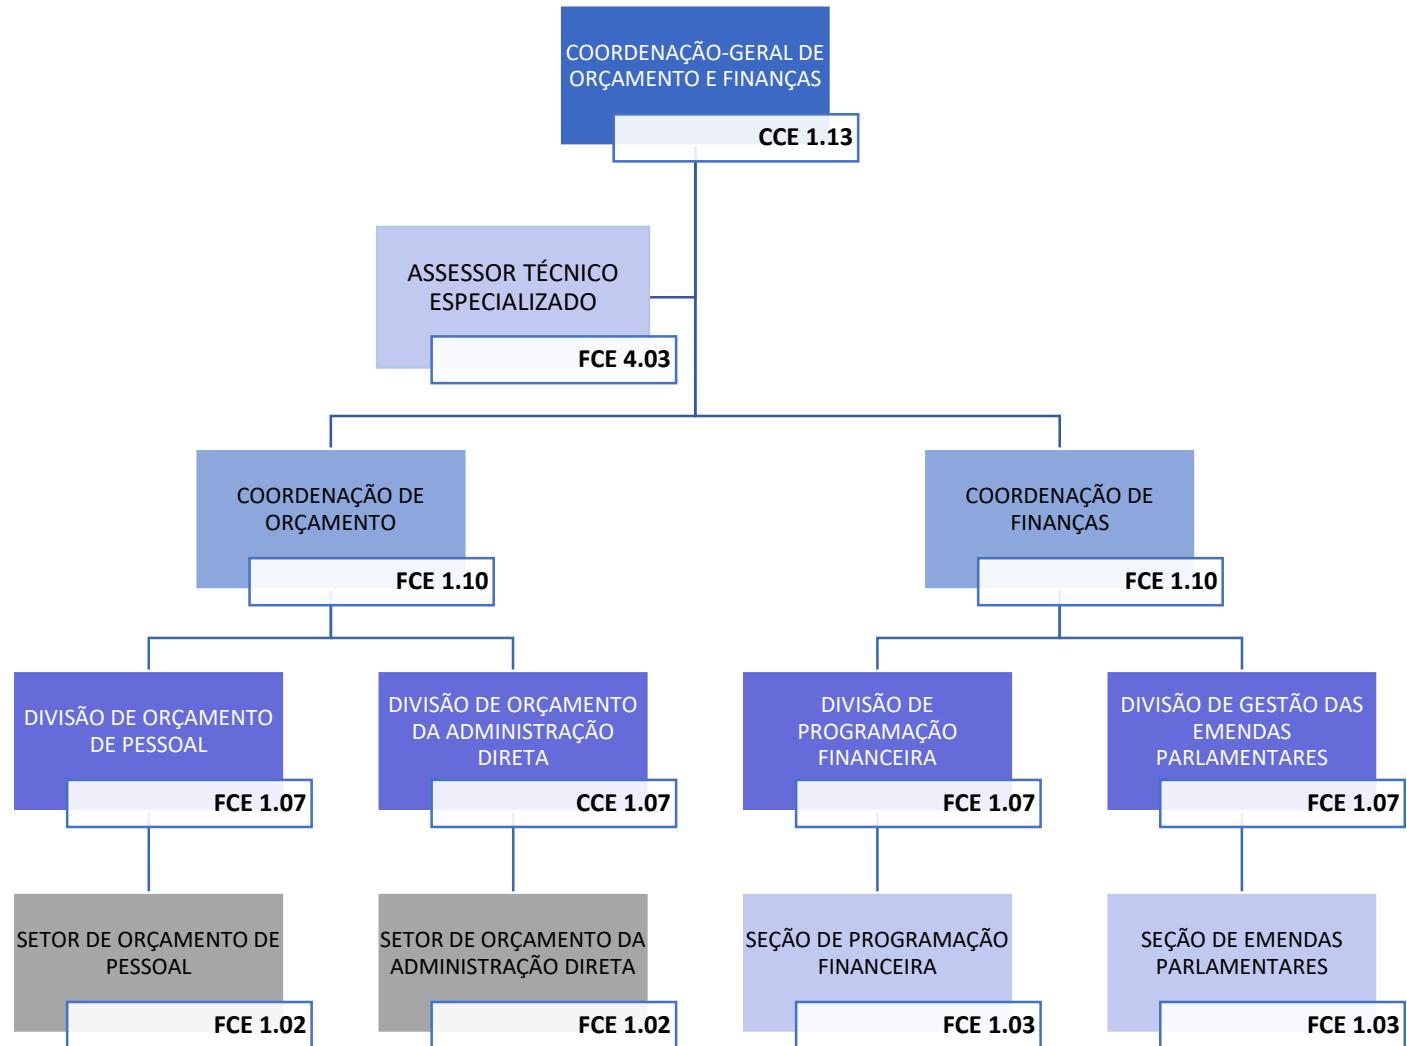 COORDENAÇÃO-GERAL DE
ORÇAMENTO E FINANÇAS
CCE 1.13
ASSESSOR TÉCNICO
ESPECIALIZADO
FCE 4.03
COORDENAÇÃO DE
ORÇAMENTO
FCE 1.10
COORDENAÇÃO DE
FINANÇAS
FCE 1.10
DIVISÃO DE ORÇAMENTO
DE PESSOAL
FCE 1.07
DIVISÃO DE ORÇAMENTO
DA ADMINISTRAÇÃO
DIRETA
CCE 1.07
DIVISÃO DE
PROGRAMAÇÃO
FINANCEIRA
FCE 1.07
DIVISÃO DE GESTÃO DAS
EMENDAS
PARLAMENTARES
FCE 1.07
SETOR DE ORÇAMENTO DE
PESSOAL
FCE 1.02
SETOR DE ORÇAMENTO DA
ADMINISTRAÇÃO DIRETA
FCE 1.02
SEÇÃO DE PROGRAMAÇÃO
FINANCEIRA
FCE 1.03
SEÇÃO DE EMENDAS
PARLAMENTARES
FCE 1.03